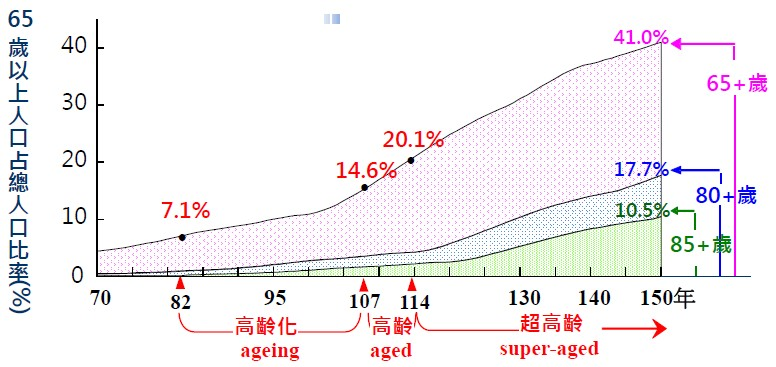 65歲以上人口占總人口比率(%)
40
30
20
10
0
7.1%
14.6%
20.1%
41.0%
17.7%
10.5%
65+歲
80+歲
85+歲
70
82
95
107
114
130
140
150年
高齡化
ageing
高齡
aged
超高齡
super-aged